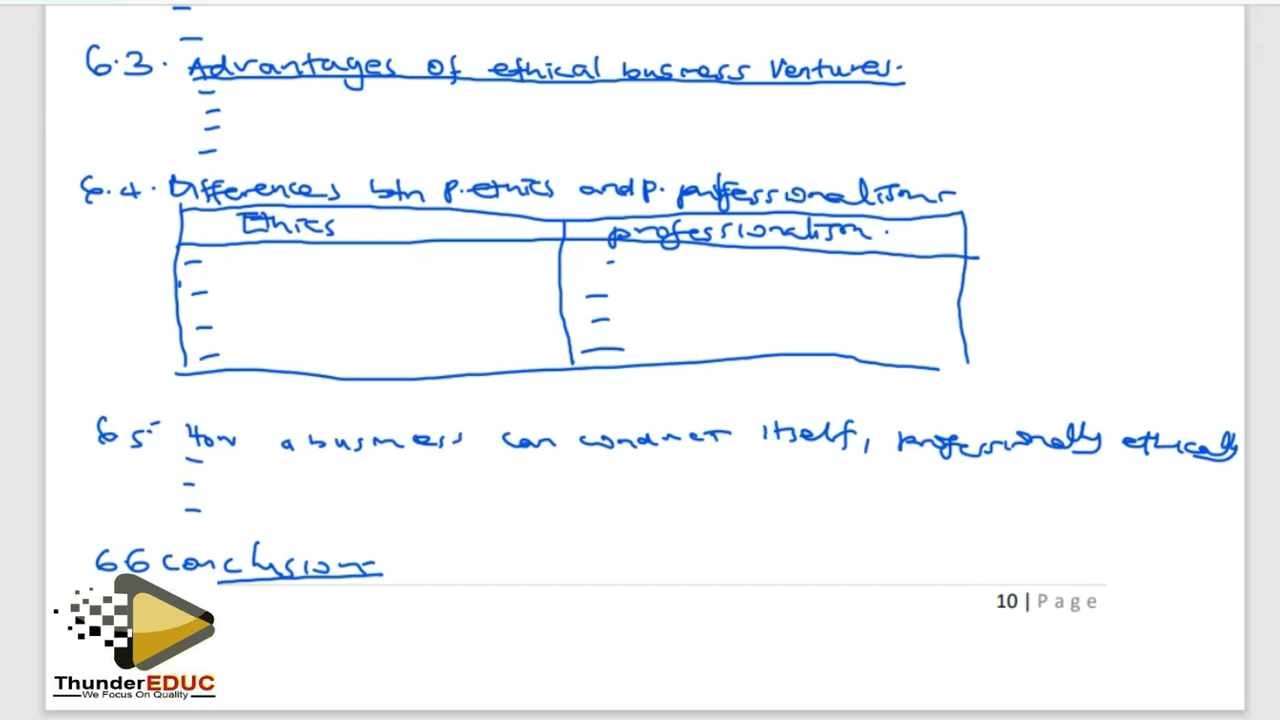 6.3. Advantages of ethical business ventures.
6.4. Differences btn p.ethics and p. professionalism
Ethics
professionalism.
6.5 How a business can conduct itself, professionally ethically
6.6 Conclusion
10 | Page
ThunderEDUC
We Focus On Quality